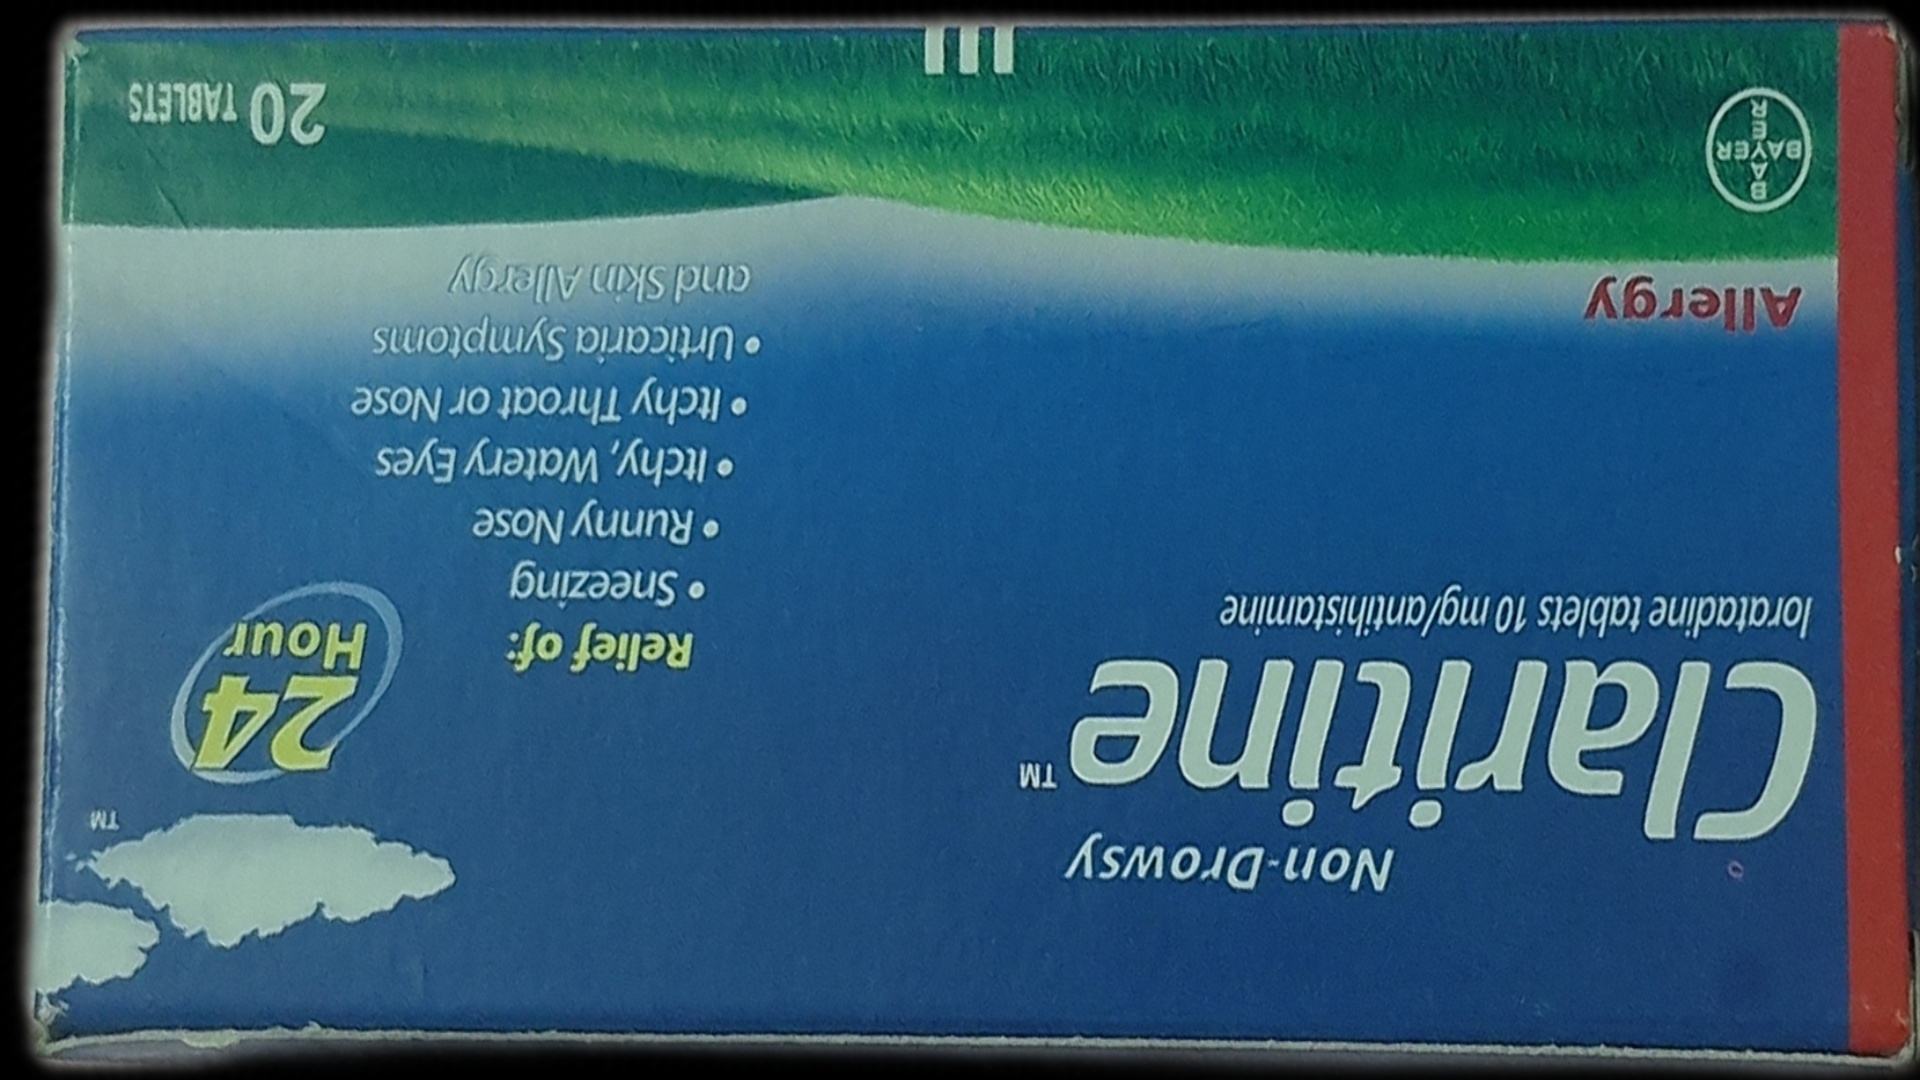 Non-Drowsy
Claritine™
loratadine tablets 10 mg/antihistamine
Allergy
BAYER
BAYER
™
24
Hour
Relief of:
• Sneezing
• Runny Nose
• Itchy, Watery Eyes
• Itchy Throat or Nose
• Urticaria Symptoms
and Skin Allergy
20 TABLETS